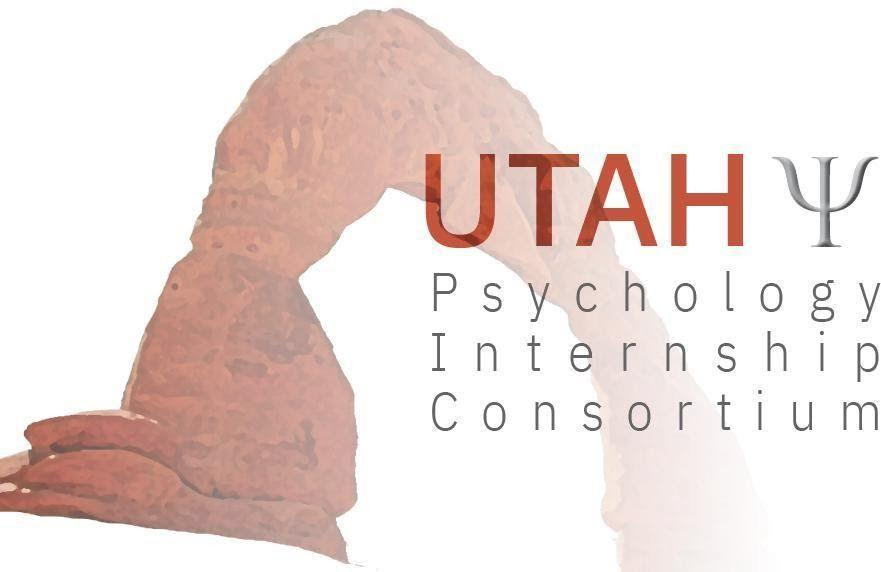 UTAH Ψ
Psychology
Internship
Consortium